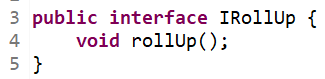 3 public interface IRollUp {
4     void rollUp();
5 }